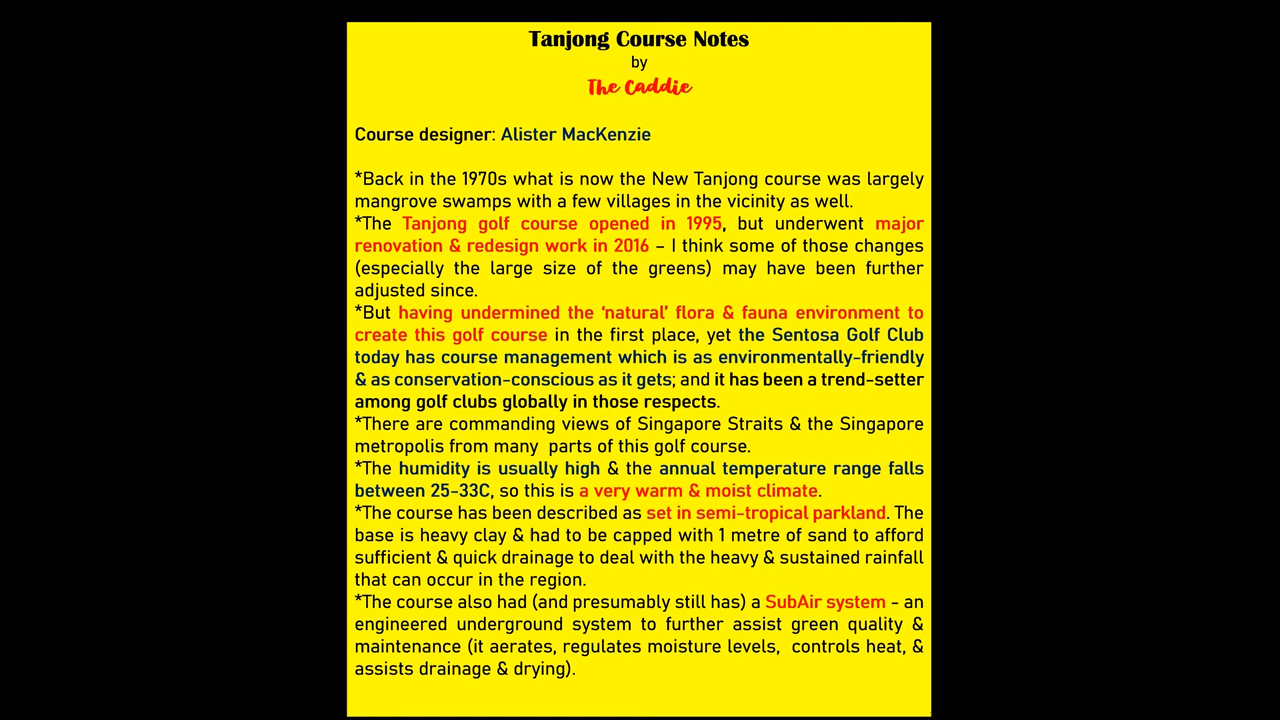 Tanjong Course Notes
by
The Caddie
Course designer: Alister MacKenzie
*Back in the 1970s what is now the New Tanjong course was largely
mangrove swamps with a few villages in the vicinity as well.
*The Tanjong golf course opened in 1995, but underwent major
renovation & redesign work in 2016 – I think some of those changes
(especially the large size of the greens) may have been further
adjusted since.
*But having undermined the ‘natural’ flora & fauna environment to
create this golf course in the first place, yet the Sentosa Golf Club
today has course management which is as environmentally-friendly
& as conservation-conscious as it gets; and it has been a trend-setter
among golf clubs globally in those respects.
*There are commanding views of Singapore Straits & the Singapore
metropolis from many parts of this golf course.
*The humidity is usually high & the annual temperature range falls
between 25-33C, so this is a very warm & moist climate.
*The course has been described as set in semi-tropical parkland. The
base is heavy clay & had to be capped with 1 metre of sand to afford
sufficient & quick drainage to deal with the heavy & sustained rainfall
that can occur in the region.
*The course also had (and presumably still has) a SubAir system - an
engineered underground system to further assist green quality &
maintenance (it aerates, regulates moisture levels, controls heat, &
assists drainage & drying).